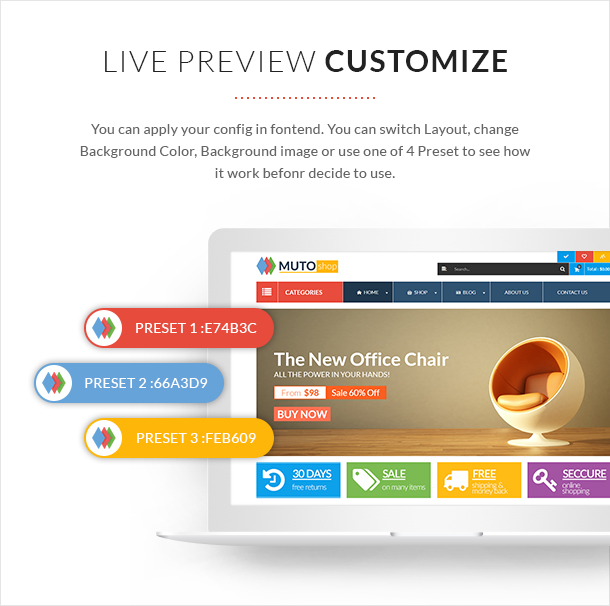 LIVE PREVIEW CUSTOMIZE
You can apply your config in fontend. You can switch Layout, change
Background Color, Background image or use one of 4 Preset to see how
it work befonr decide to use.
MUTO shop
Search...
Total : $0.00
CATEGORIES
HOME
SHOP
BLOG
ABOUT US
CONTACT US
PRESET 1 :E74B3C
PRESET 2 :66A3D9
PRESET 3 :FEB609
The New Office Chair
ALL THE POWER IN YOUR HANDS!
From $98
Sale 60% Off
BUY NOW
30 DAYS
free returns
SALE
on many items
FREE
shipping &
money back
SECCURE
online
shopping